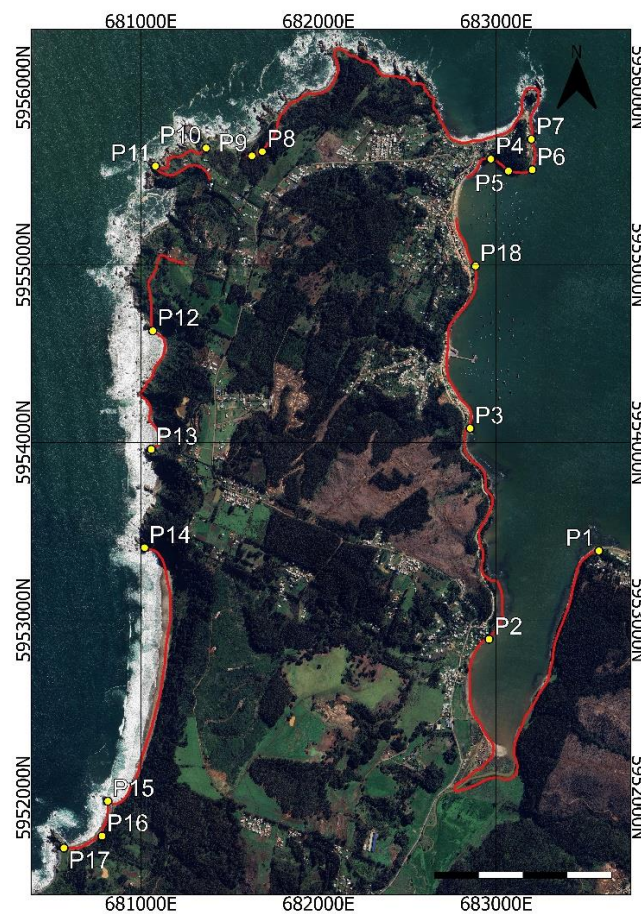 681000E 682000E 683000E
5956000N 5956000N
N
P7
P10 P9 P8 P4
P11 P5 P6
5955000N P18 5955000N
P12
5954000N P3 5954000N
P13
P14 P1
5953000N 5953000N
P2
5952000N 5952000N
P15
P16
P17
681000E 682000E 683000E